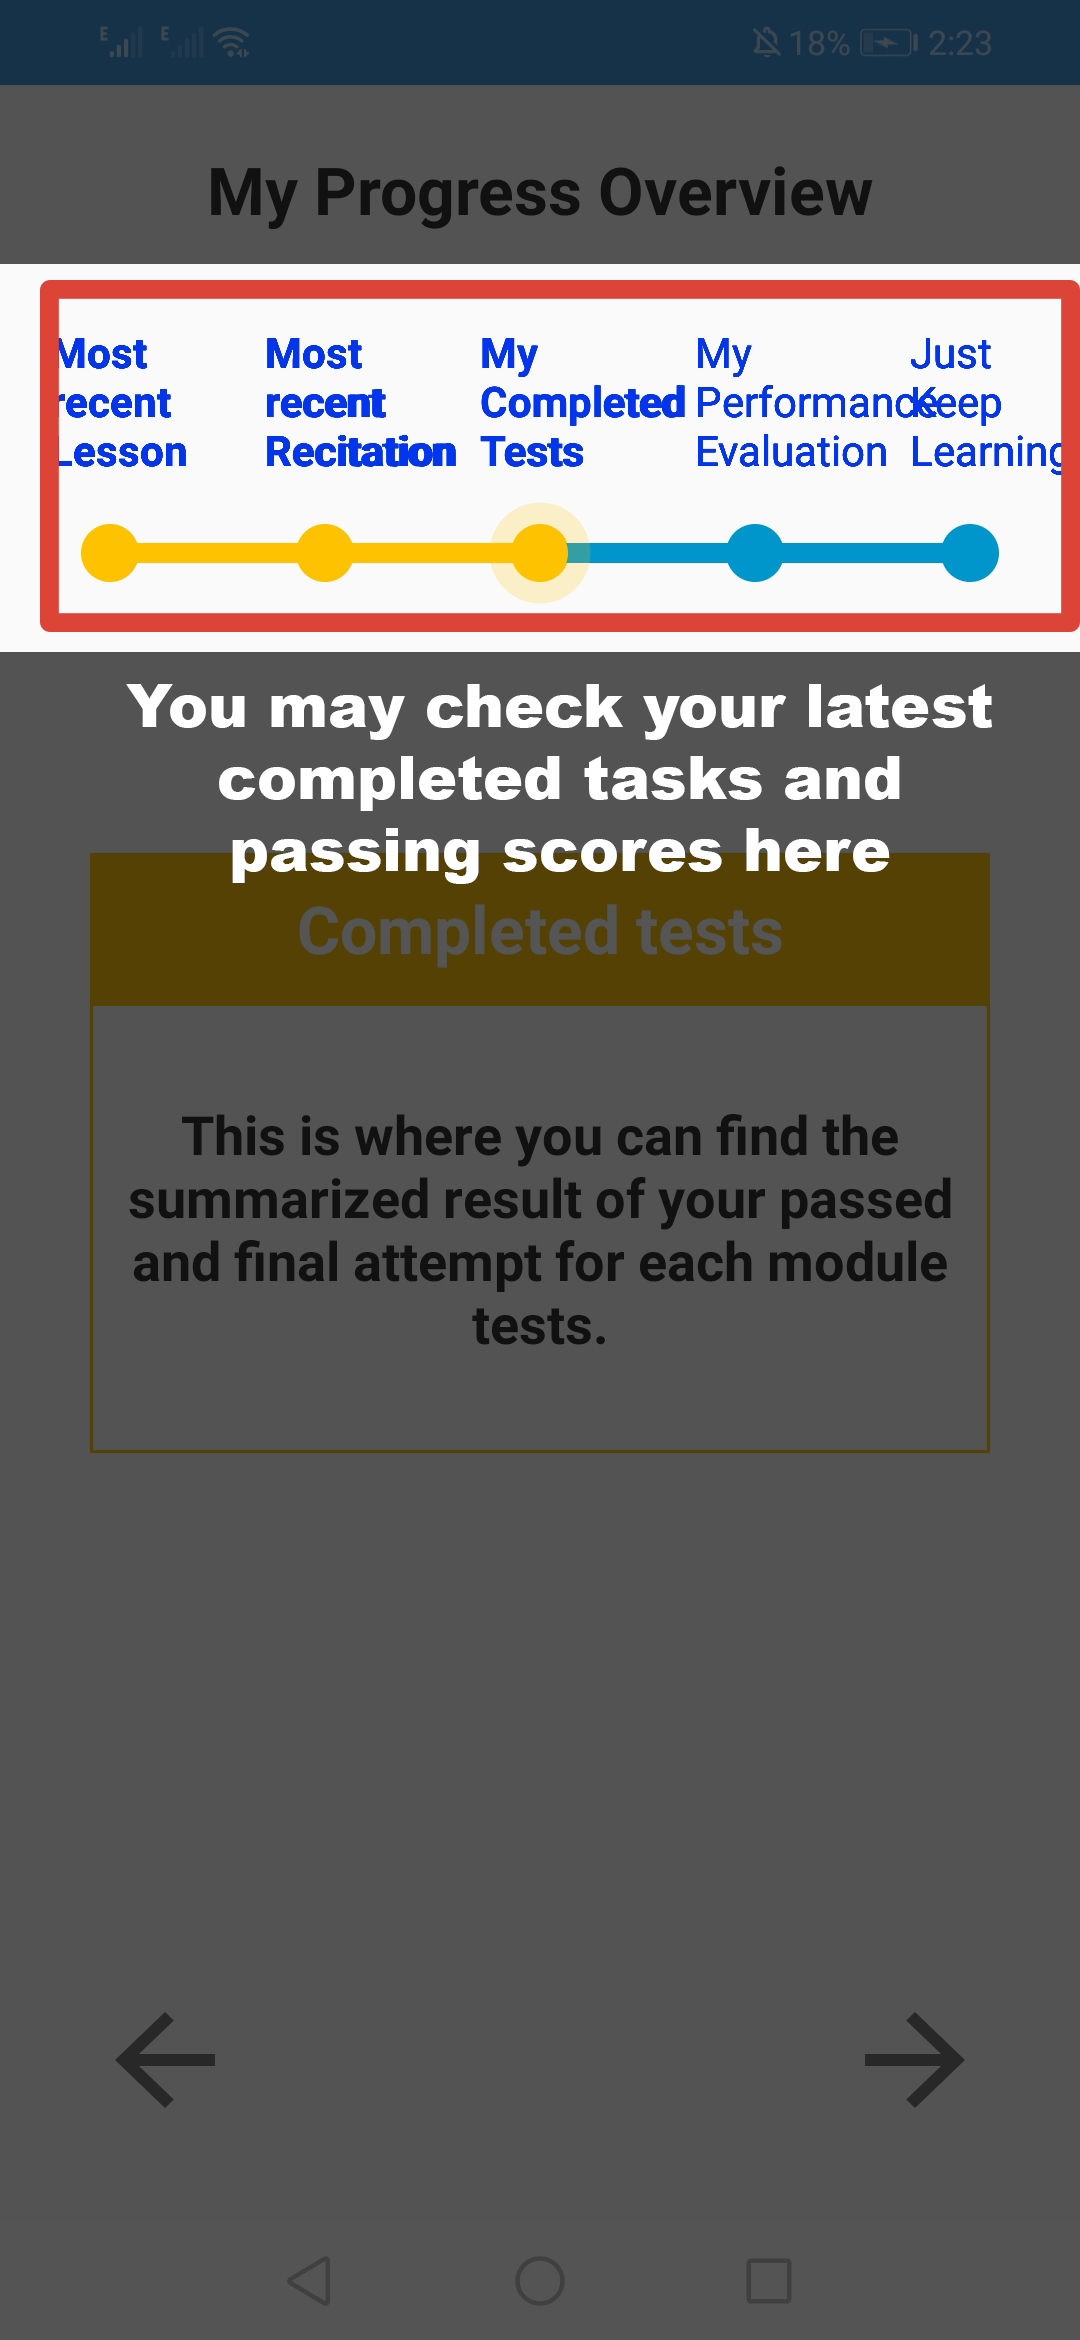 E E 18% 2:23
My Progress Overview
Most Most My My Just
recent recent Completed Performance Keep
Lesson Recitation Tests Evaluation Learning
You may check your latest
completed tasks and
passing scores here
Completed tests
This is where you can find the
summarized result of your passed
and final attempt for each module
tests.